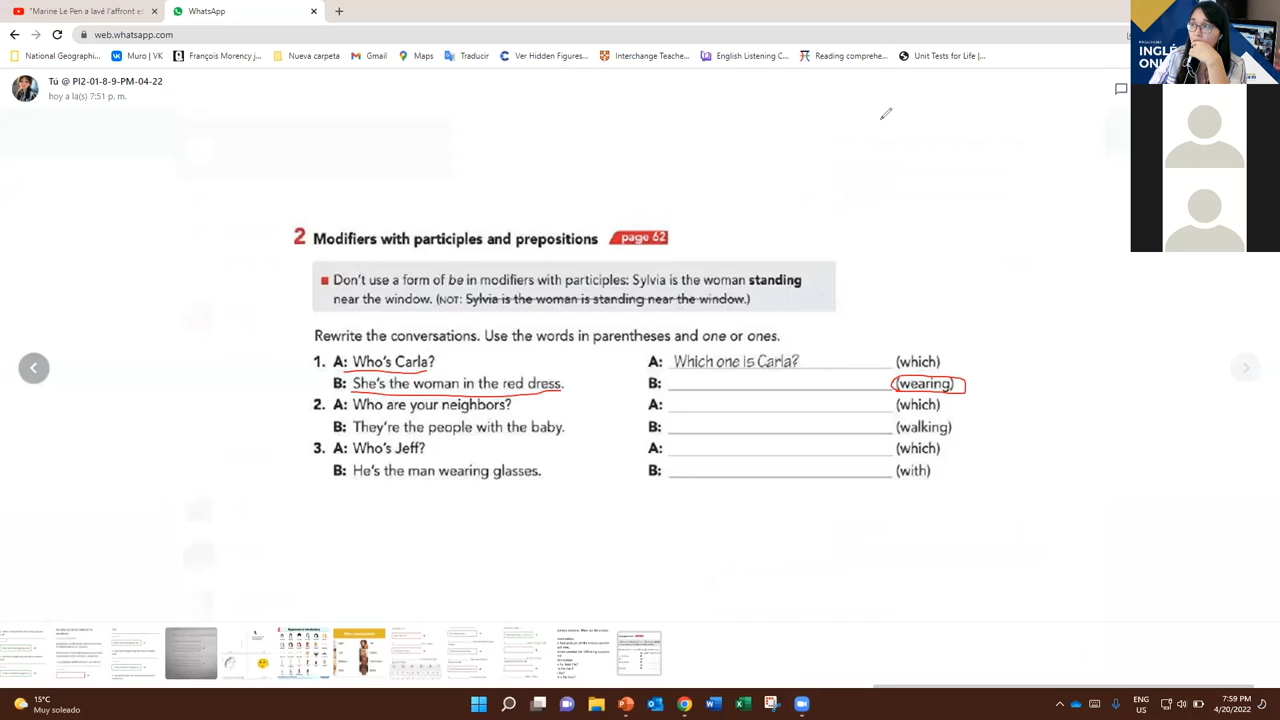 "Marine Le Pen a lavé l'affront e
WhatsApp
web.whatsapp.com
National Geographi...
Muro | VK
François Morency j...
Nueva carpeta
Gmail
Maps
Traducir
Ver Hidden Figures...
Interchange Teache...
English Listening C...
Reading comprehe...
Unit Tests for Life |...
PROGRAMA
INGLÉ
ONL
Tú @ PI2-01-8-9-PM-04-22
hoy a la(s) 7:51 p. m.
2 Modifiers with participles and prepositions page 62
Don't use a form of be in modifiers with participles: Sylvia is the woman standing
near the window. (NOT: Sylvia is the woman is standing near the window.)
Rewrite the conversations. Use the words in parentheses and one or ones.
1. A: Who's Carla? A: Which one is Carla? (which)
B: She's the woman in the red dress. B: (wearing)
2. A: Who are your neighbors? A: (which)
B: They're the people with the baby. B: (walking)
3. A: Who's Jeff? A: (which)
B: He's the man wearing glasses. B: (with)
15°C
Muy soleado
ENG
US
7:59 PM
4/20/2022